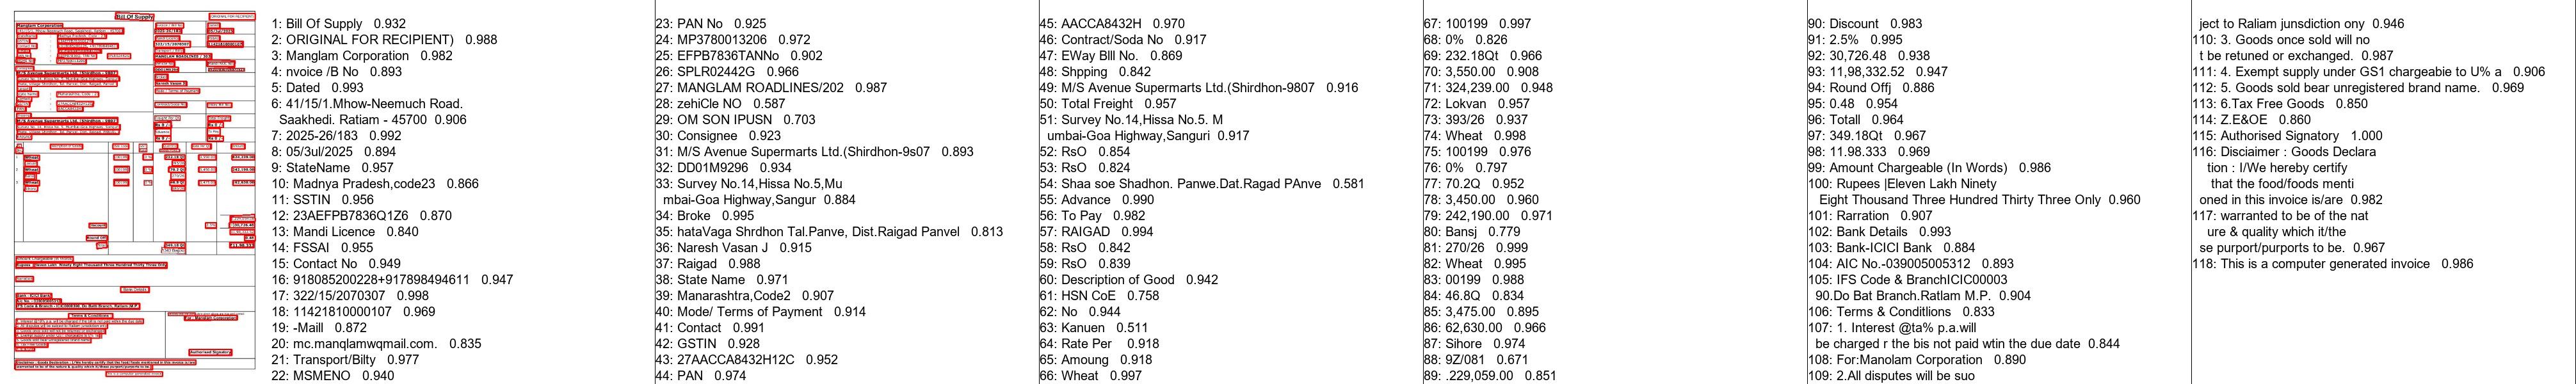 Bill Of Supply
1: Bill Of Supply 0.932
2: ORIGINAL FOR RECIPIENT) 0.988
3: Manglam Corporation 0.982
4: nvoice /B No 0.893
5: Dated 0.993
6: 41/15/1.Mhow-Neemuch Road.
Saakhedi. Ratiam - 45700 0.906
7: 2025-26/183 0.992
8: 05/3ul/2025 0.894
9: StateName 0.957
10: Madnya Pradesh,code23 0.866
11: SSTIN 0.956
12: 23AEFPB7836Q1Z6 0.870
13: Mandi Licence 0.840
14: FSSAI 0.955
15: Contact No 0.949
16: 918085200228+917898494611 0.947
17: 322/15/2070307 0.998
18: 11421810000107 0.969
19: -Maill 0.872
20: mc.manqlamwqmail.com. 0.835
21: Transport/Bilty 0.977
22: MSMENO 0.940
23: PAN No 0.925
24: MP3780013206 0.972
25: EFPB7836TANNo 0.902
26: SPLR02442G 0.966
27: MANGLAM ROADLINES/202 0.987
28: zehiCle NO 0.587
29: OM SON IPUSN 0.703
30: Consignee 0.923
31: M/S Avenue Supermarts Ltd.(Shirdhon-9s07 0.893
32: DD01M9296 0.934
33: Survey No.14,Hissa No.5,Mu
mbai-Goa Highway,Sangur 0.884
34: Broke 0.995
35: hataVaga Shrdhon Tal.Panve, Dist.Raigad Panvel 0.813
36: Naresh Vasan J 0.915
37: Raigad 0.988
38: State Name 0.971
39: Manarashtra,Code2 0.907
40: Mode/ Terms of Payment 0.914
41: Contact 0.991
42: GSTIN 0.928
43: 27AACCA8432H12C 0.952
44: PAN 0.974
45: AACCA8432H 0.970
46: Contract/Soda No 0.917
47: EWay Blll No. 0.869
48: Shpping 0.842
49: M/S Avenue Supermarts Ltd.(Shirdhon-9807 0.916
50: Total Freight 0.957
51: Survey No.14,Hissa No.5. M
umbai-Goa Highway,Sanguri 0.917
52: RsO 0.854
53: RsO 0.824
54: Shaa soe Shadhon. Panwe.Dat.Ragad PAnve 0.581
55: Advance 0.990
56: To Pay 0.982
57: RAIGAD 0.994
58: RsO 0.842
59: RsO 0.839
60: Description of Good 0.942
61: HSN CoE 0.758
62: No 0.944
63: Kanuen 0.511
64: Rate Per 0.918
65: Amoung 0.918
66: Wheat 0.997
67: 100199 0.997
68: 0% 0.826
69: 232.18Qt 0.966
70: 3,550.00 0.908
71: 324,239.00 0.948
72: Lokvan 0.957
73: 393/26 0.937
74: Wheat 0.998
75: 100199 0.976
76: 0% 0.797
77: 70.2Q 0.952
78: 3,450.00 0.960
79: 242,190.00 0.971
80: Bansj 0.779
81: 270/26 0.999
82: Wheat 0.995
83: 00199 0.988
84: 46.8Q 0.834
85: 3,475.00 0.895
86: 62,630.00 0.966
87: Sihore 0.974
88: 9Z/081 0.671
89: .229,059.00 0.851
90: Discount 0.983
91: 2.5% 0.995
92: 30,726.48 0.938
93: 11,98,332.52 0.947
94: Round Offj 0.886
95: 0.48 0.954
96: Totall 0.964
97: 349.18Qt 0.967
98: 11.98.333 0.969
99: Amount Chargeable (In Words) 0.986
100: Rupees |Eleven Lakh Ninety
Eight Thousand Three Hundred Thirty Three Only 0.960
101: Rarration 0.907
102: Bank Details 0.993
103: Bank-ICICI Bank 0.884
104: AIC No.-039005005312 0.893
105: IFS Code & BranchICIC00003
90.Do Bat Branch.Ratlam M.P. 0.904
106: Terms & Conditlions 0.833
107: 1. Interest @ta% p.a.will
be charged r the bis not paid wtin the due date 0.844
108: For:Manolam Corporation 0.890
109: 2.All disputes will be suo
ject to Raliam junsdiction ony 0.946
110: 3. Goods once sold will no
t be retuned or exchanged. 0.987
111: 4. Exempt supply under GS1 chargeabie to U% a 0.906
112: 5. Goods sold bear unregistered brand name. 0.969
113: 6.Tax Free Goods 0.850
114: Z.E&OE 0.860
115: Authorised Signatory 1.000
116: Disciaimer : Goods Declara
tion : I/We hereby certify
that the food/foods menti
oned in this invoice is/are 0.982
117: warranted to be of the nat
ure & quality which it/the
se purport/purports to be. 0.967
118: This is a computer generated invoice 0.986